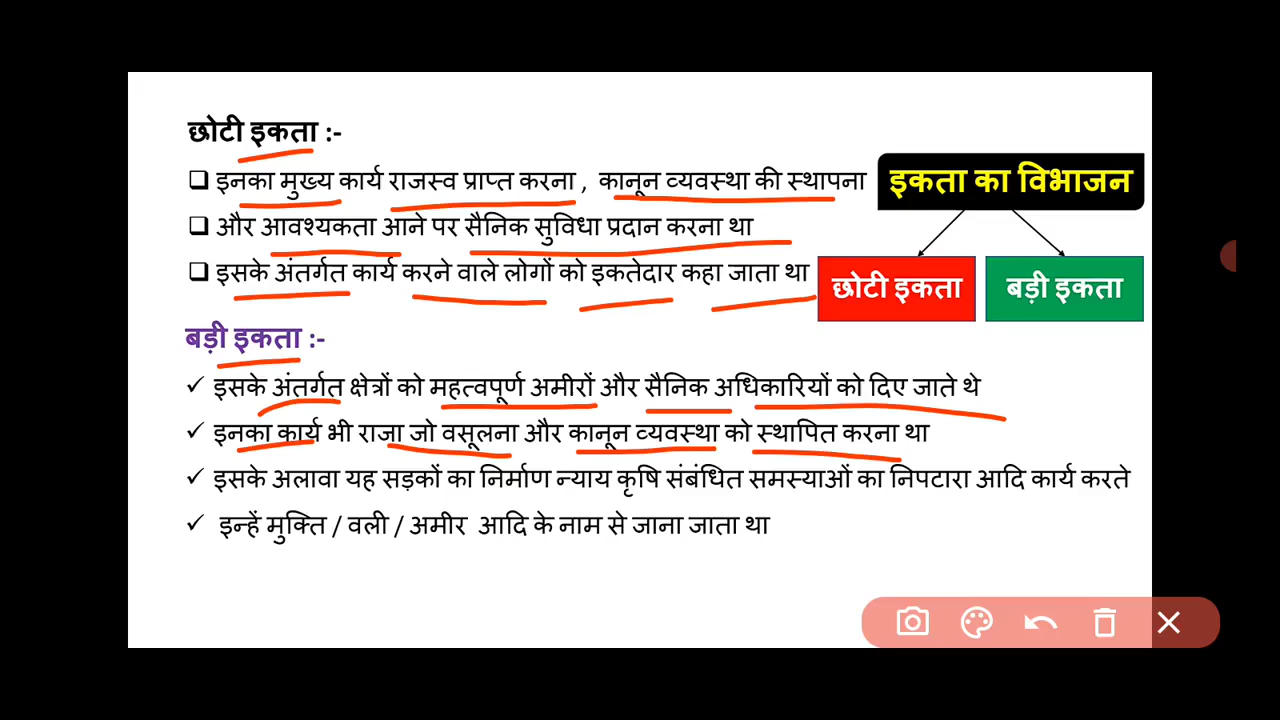 छोटी इकता :-
इनका मुख्य कार्य राजस्व प्राप्त करना , कानून व्यवस्था की स्थापना
और आवश्यकता आने पर सैनिक सुविधा प्रदान करना था
इसके अंतर्गत कार्य करने वाले लोगों को इकतेदार कहा जाता था
इकता का विभाजन
छोटी इकता
बड़ी इकता
बड़ी इकता :-
इसके अंतर्गत क्षेत्रों को महत्वपूर्ण अमीरों और सैनिक अधिकारियों को दिए जाते थे
इनका कार्य भी राजा जो वसूलना और कानून व्यवस्था को स्थापित करना था
इसके अलावा यह सड़कों का निर्माण न्याय कृषि संबंधित समस्याओं का निपटारा आदि कार्य करते
इन्हें मुक्ति / वली / अमीर आदि के नाम से जाना जाता था